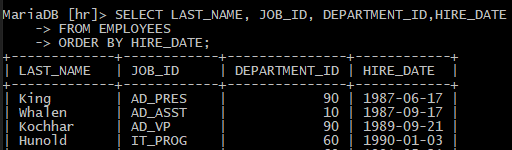 MariaDB [hr]> SELECT LAST_NAME, JOB_ID, DEPARTMENT_ID,HIRE_DATE
    -> FROM EMPLOYEES
    -> ORDER BY HIRE_DATE;
+-------------+------------+---------------+------------+
| LAST_NAME   | JOB_ID     | DEPARTMENT_ID | HIRE_DATE  |
+-------------+------------+---------------+------------+
| King        | AD_PRES    |            90 | 1987-06-17 |
| Whalen      | AD_ASST    |            10 | 1987-09-17 |
| Kochhar     | AD_VP      |            90 | 1989-09-21 |
| Hunold      | IT_PROG    |            60 | 1990-01-03 |